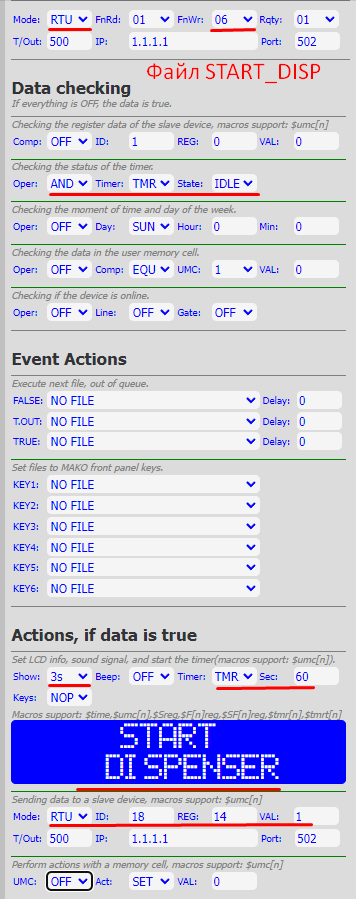 Mode: RTU FnRd: 01 FnWr: 06 Rqty: 01
T/Out: 500 IP: 1.1.1.1 Port: 502
Файл START_DISP
Data checking
If everything is OFF, the data is true.
Checking the register data of the slave device, macros support: $umc[n]
Comp: OFF ID: 1 REG: 0 VAL: 0
Checking the status of the timer.
Oper: AND Timer: TMR State: IDLE
Checking the moment of time and day of the week.
Oper: OFF Day: SUN Hour: 0 Min: 0
Checking the data in the user memory cell.
Oper: OFF Comp: EQU UMC: 1 VAL: 0
Checking if the device is online.
Oper: OFF Line: OFF Gate: OFF
Event Actions
Execute next file, out of queue.
FALSE: NO FILE Delay: 0
T.OUT: NO FILE Delay: 0
TRUE: NO FILE Delay: 0
Set files to MAKO front panel keys.
KEY1: NO FILE
KEY2: NO FILE
KEY3: NO FILE
KEY4: NO FILE
KEY5: NO FILE
KEY6: NO FILE
Actions, if data is true
Set LCD info, sound signal, and start the timer(macros support: $umc[n]).
Show: 3s Beep: OFF Timer: TMR Sec: 60
Keys: NOP
Macros support: $time,$umc[n],$Sreg,$F[n]reg,$SF[n]reg,$tmr[n],$tmrt[n]
START
DISPENSER
Sending data to a slave device, macros support: $umc[n]
Mode: RTU ID: 18 REG: 14 VAL: 1
T/Out: 500 IP: 1.1.1.1 Port: 502
Perform actions with a memory cell, macros support: $umc[n]
UMC: OFF Act: SET VAL: 0